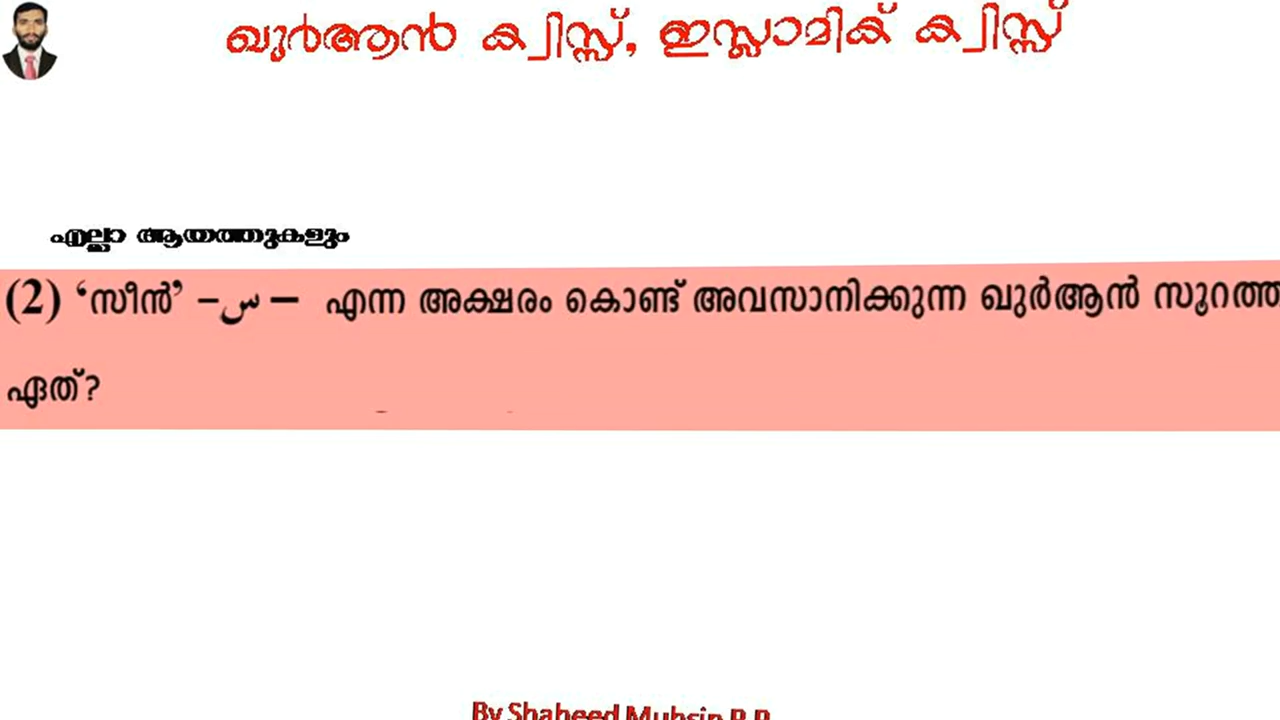 ഖുർആൻ ക്വിസ്സ്, ഇസ്ലാമിക് ക്വിസ്സ്
എല്ലാ ആയത്തുകളും
(2) ‘സീൻ’ –س– എന്ന അക്ഷരം കൊണ്ട് അവസാനിക്കുന്ന ഖുർആൻ സൂറത്ത
ഏത്?
By Shaheed Muhsin P.P